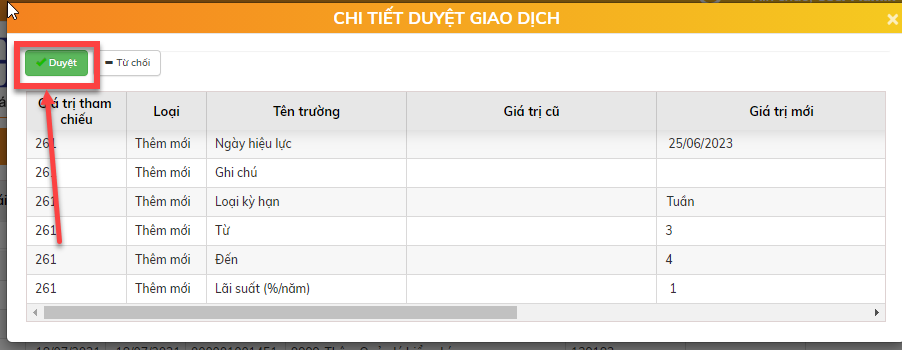 CHI TIẾT DUYỆT GIAO DỊCH
Duyệt
Từ chối
Giá trị tham chiếu Loại Tên trường Giá trị cũ Giá trị mới
261 Thêm mới Ngày hiệu lực 25/06/2023
261 Thêm mới Ghi chú
261 Thêm mới Loại kỳ hạn Tuần
261 Thêm mới Từ 3
261 Thêm mới Đến 4
261 Thêm mới Lãi suất (%/năm) 1